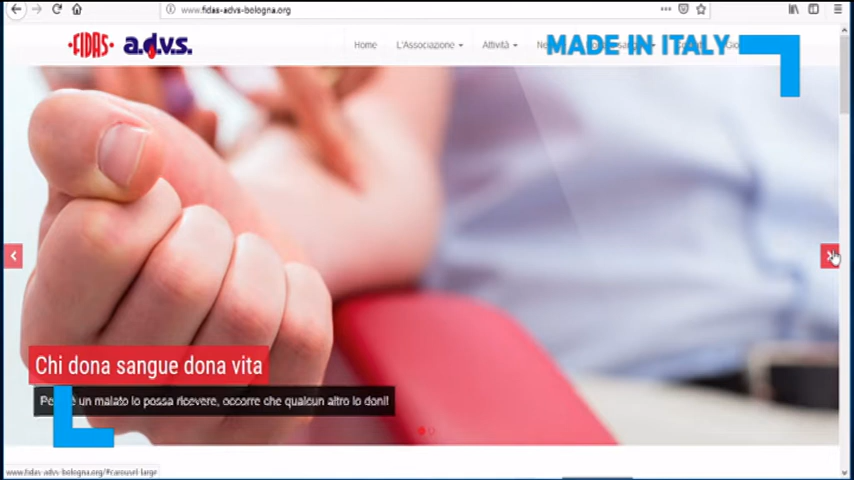 www.fidas-advs-bologna.org
FIDAS a.d.v.s.
Home L'Associazione Attività
MADE IN ITALY
Chi dona sangue dona vita
un malato lo possa ricevere, occorre che qualcun altro lo doni!
www.fidas-advs-bologna.org/#carousel-large